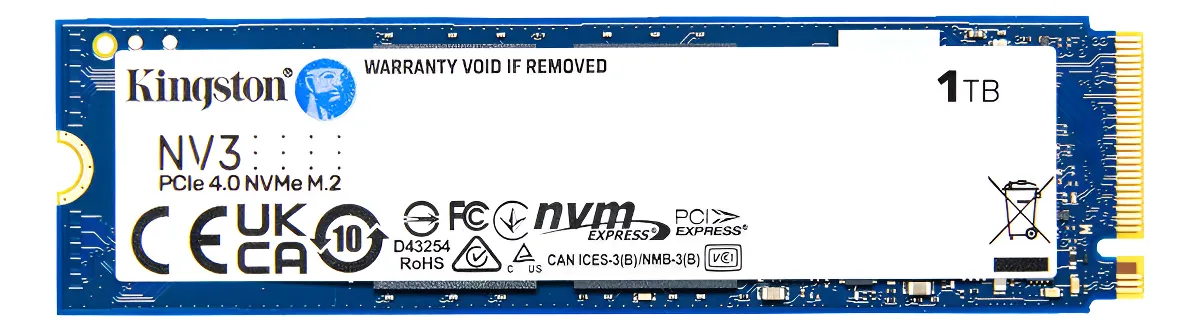 Kingston®
WARRANTY VOID IF REMOVED
1TB
NV3
PCIe 4.0 NVMe M.2
CE
UK
CA
10
D43254
RoHS
FC
nvm
EXPRESS®
PCI
EXPRESS®
C US
CAN ICES-3(B)/NMB-3(B)
VCI
M